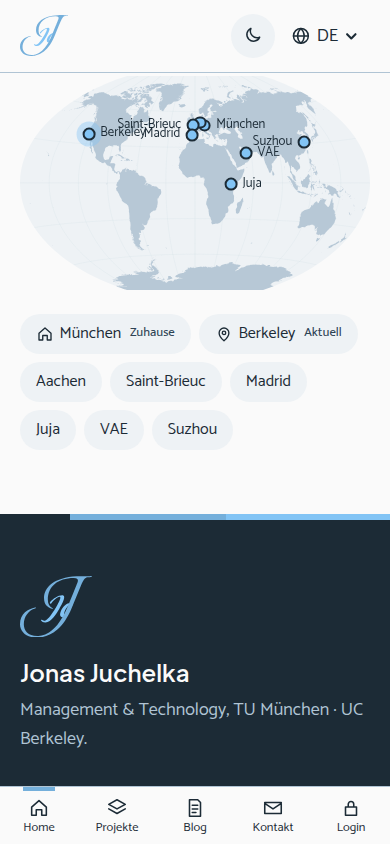 DE
Saint-Brieuc
München
Berkeley
Madrid
Suzhou
VAE
Juja
München Zuhause
Berkeley Aktuell
Aachen
Saint-Brieuc
Madrid
Juja
VAE
Suzhou
Jonas Juchelka
Management & Technology, TU München · UC
Berkeley.
Home
Projekte
Blog
Kontakt
Login